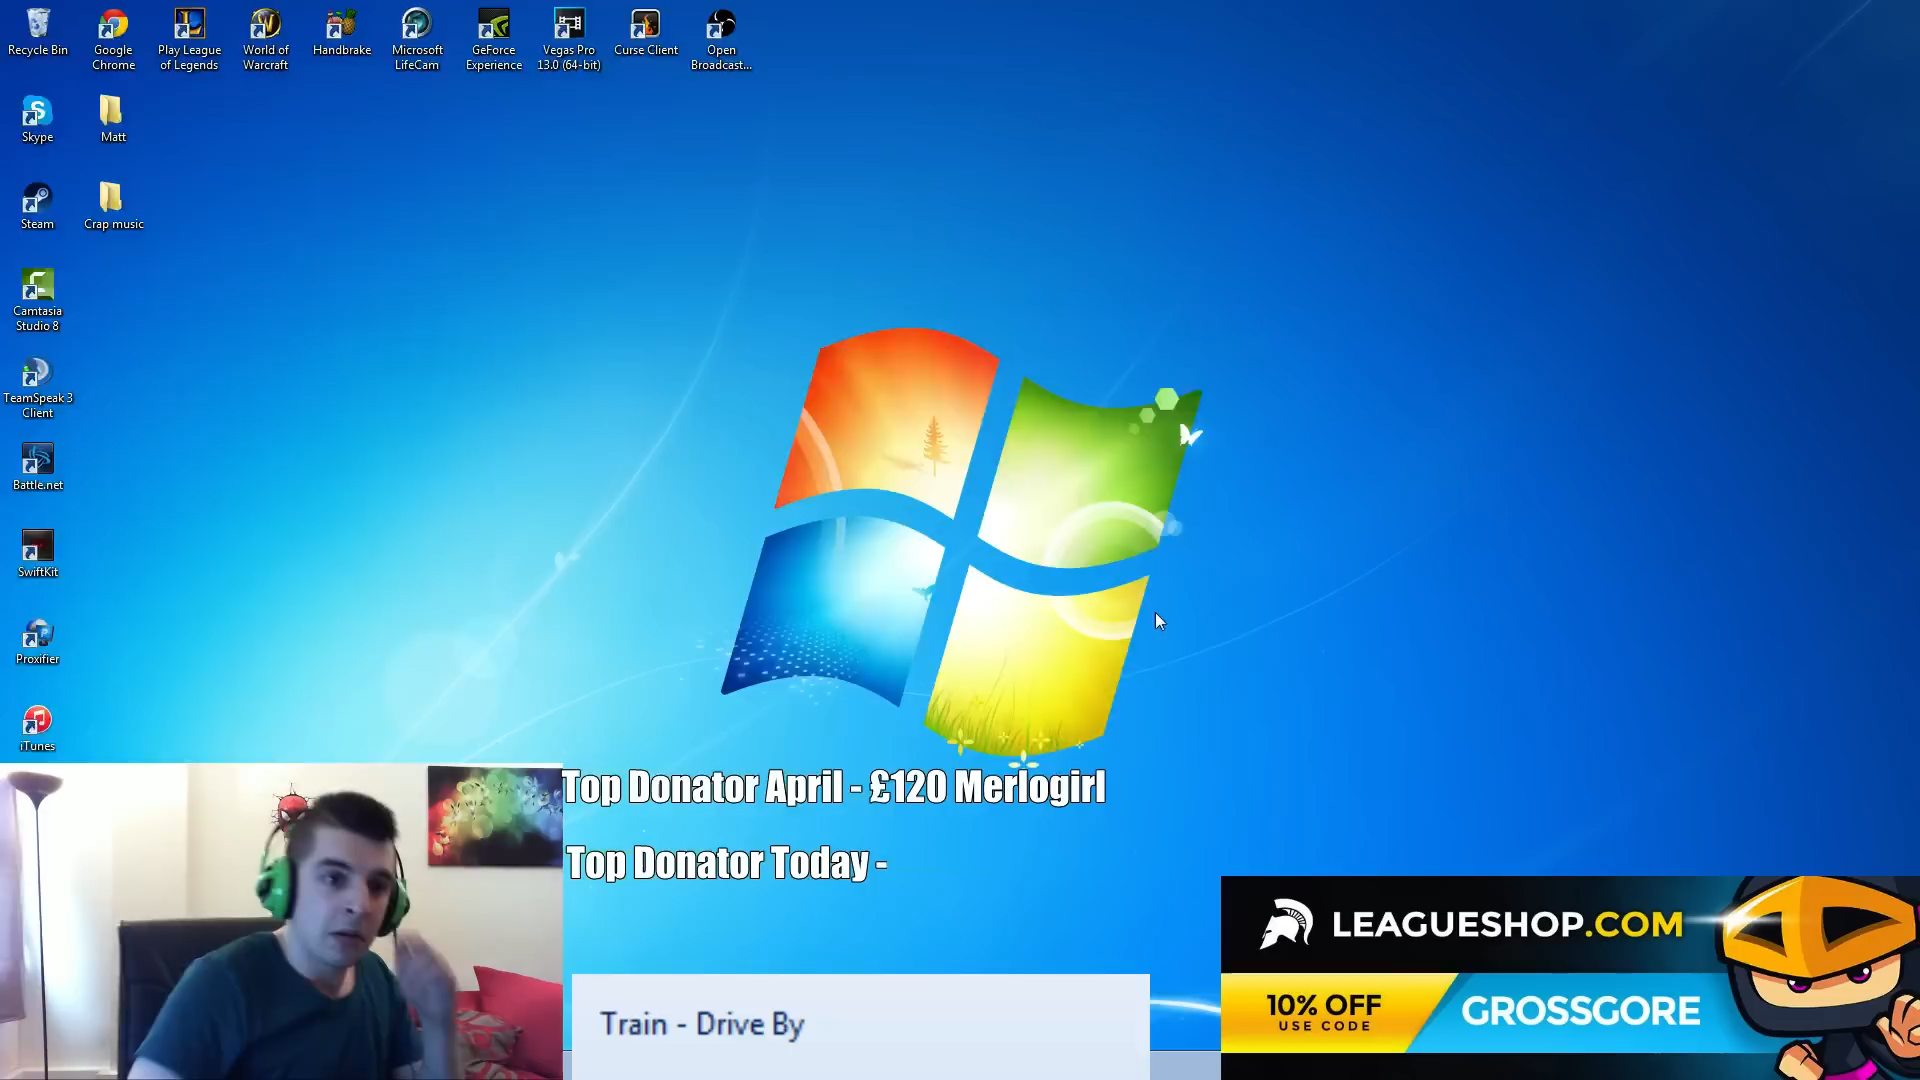 Recycle Bin
Google
Chrome
Play League
of Legends
World of
Warcraft
Handbrake
Microsoft
LifeCam
GeForce
Experience
Vegas Pro
13.0 (64-bit)
Curse Client
Open
Broadcast...
Skype
Matt
Steam
Crap music
Camtasia
Studio 8
TeamSpeak 3
Client
Battle.net
SwiftKit
Proxifier
iTunes
Top Donator April - £120 Merlogirl
Top Donator Today -
Train - Drive By
LEAGUESHOP.COM
10% OFF
USE CODE
GROSSGORE